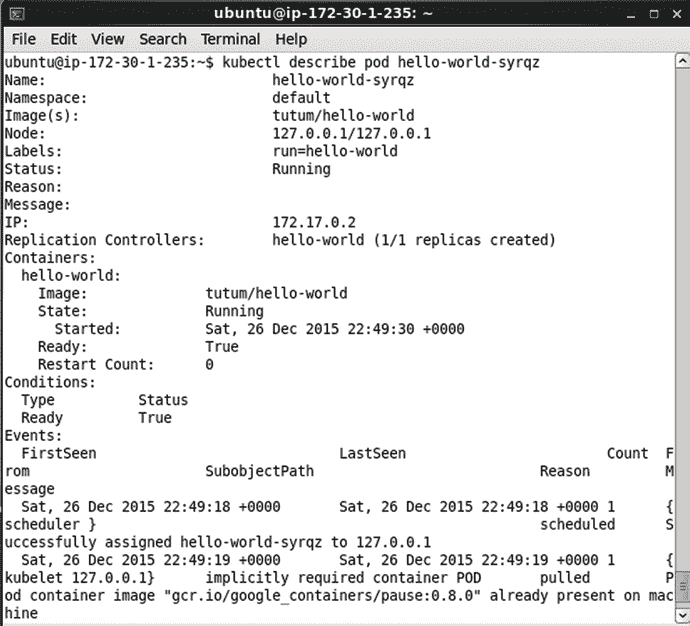 ubuntu@ip-172-30-1-235: ~
File Edit View Search Terminal Help
ubuntu@ip-172-30-1-235:~$ kubectl describe pod hello-world-syrqz
Name: hello-world-syrqz
Namespace: default
Image(s): tutum/hello-world
Node: 127.0.0.1/127.0.0.1
Labels: run=hello-world
Status: Running
Reason:
Message:
IP: 172.17.0.2
Replication Controllers: hello-world (1/1 replicas created)
Containers:
hello-world:
Image: tutum/hello-world
State: Running
Started: Sat, 26 Dec 2015 22:49:30 +0000
Ready: True
Restart Count: 0
Conditions:
Type Status
Ready True
Events:
FirstSeen LastSeen Count F
rom SubobjectPath Reason M
essage
Sat, 26 Dec 2015 22:49:18 +0000 Sat, 26 Dec 2015 22:49:18 +0000 1 {
scheduler } scheduled S
uccessfully assigned hello-world-syrqz to 127.0.0.1
Sat, 26 Dec 2015 22:49:19 +0000 Sat, 26 Dec 2015 22:49:19 +0000 1 {
kubelet 127.0.0.1} implicitly required container POD pulled P
od container image "gcr.io/google_containers/pause:0.8.0" already present on mac
hine